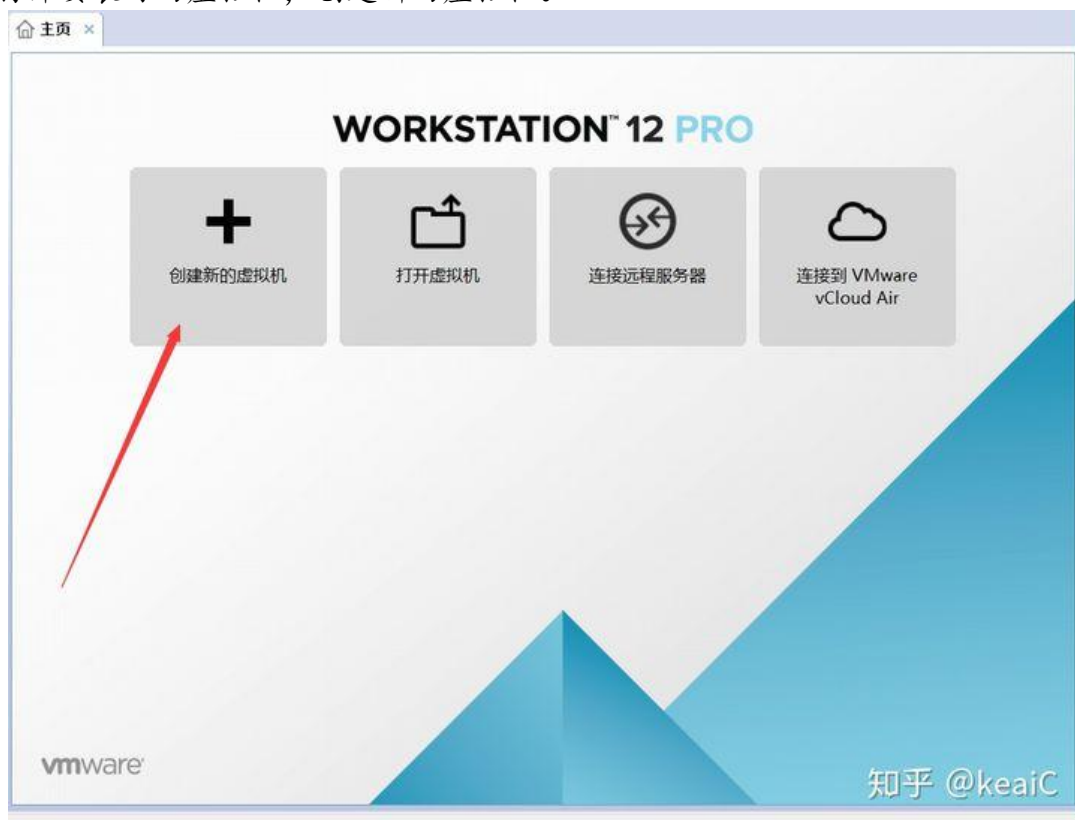 主页 ×
WORKSTATION™ 12 PRO
创建新的虚拟机
打开虚拟机
连接远程服务器
连接到 VMware
vCloud Air
vmware
知乎 @keaiC